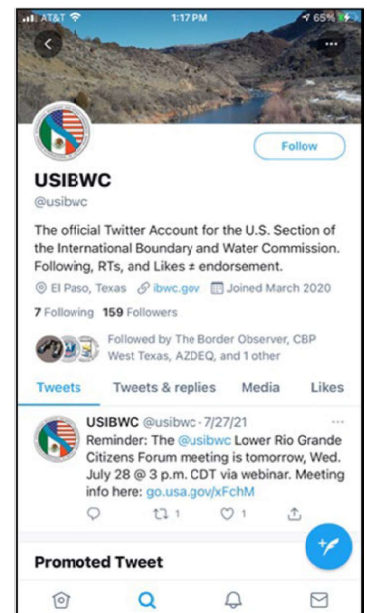 AT&T 1:17 PM 65%
Follow
USIBWC
@usibwc
The official Twitter Account for the U.S. Section of
the International Boundary and Water Commission.
Following, RTs, and Likes ≠ endorsement.
El Paso, Texas ibwc.gov Joined March 2020
7 Following 159 Followers
Followed by The Border Observer, CBP
West Texas, AZDEQ, and 1 other
Tweets Tweets & replies Media Likes
USIBWC @usibwc · 7/27/21 ...
Reminder: The @usibwc Lower Rio Grande
Citizens Forum meeting is tomorrow, Wed.
July 28 @ 3 p.m. CDT via webinar. Meeting
info here: go.usa.gov/xFchM
1 1
Promoted Tweet